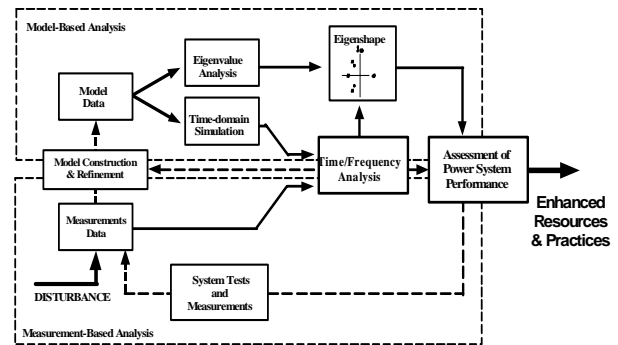 Model-Based Analysis
Eigenvalue
Analysis
Eigenshape
Model
Data
Time-domain
Simulation
Model Construction
& Refinement
Time/Frequency
Analysis
Assessment of
Power System
Performance
Enhanced
Resources
& Practices
Measurements
Data
DISTURBANCE
System Tests
and
Measurements
Measurement-Based Analysis